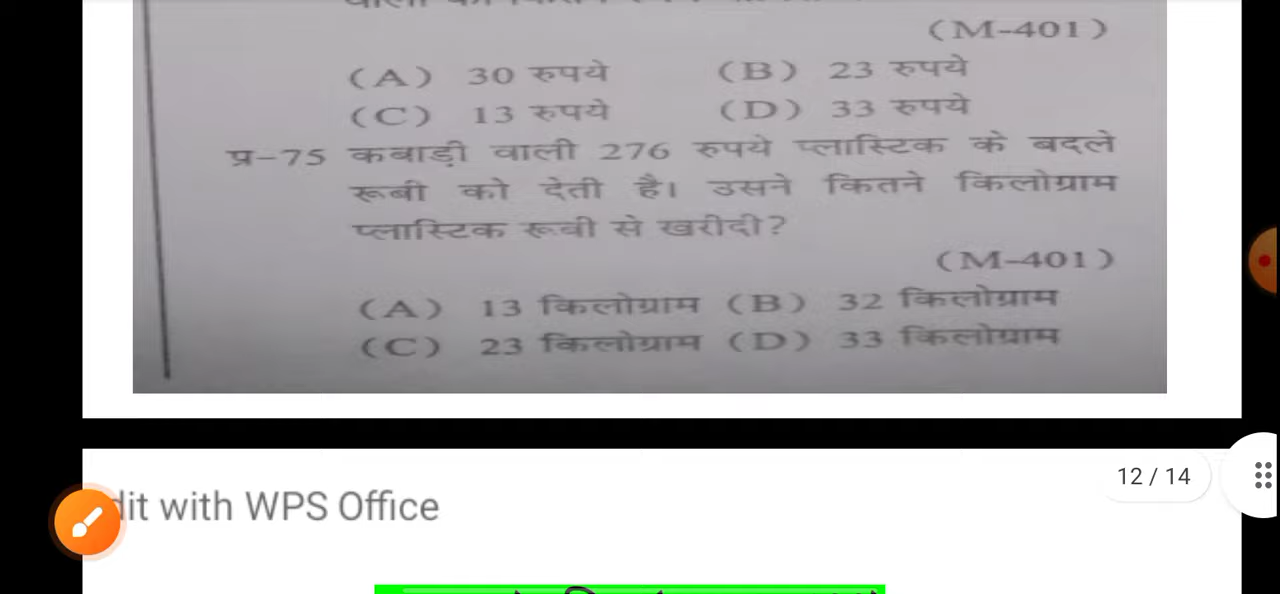 (M-401)
(A) 30 रुपये (B) 23 रुपये
(C) 13 रुपये (D) 33 रुपये
प्र-75 कबाड़ी वाली 276 रुपये प्लास्टिक के बदले
रूबी को देती है। उसने कितने किलोग्राम
प्लास्टिक रूबी से खरीदी?
(M-401)
(A) 13 किलोग्राम (B) 32 किलोग्राम
(C) 23 किलोग्राम (D) 33 किलोग्राम
12 / 14
dit with WPS Office